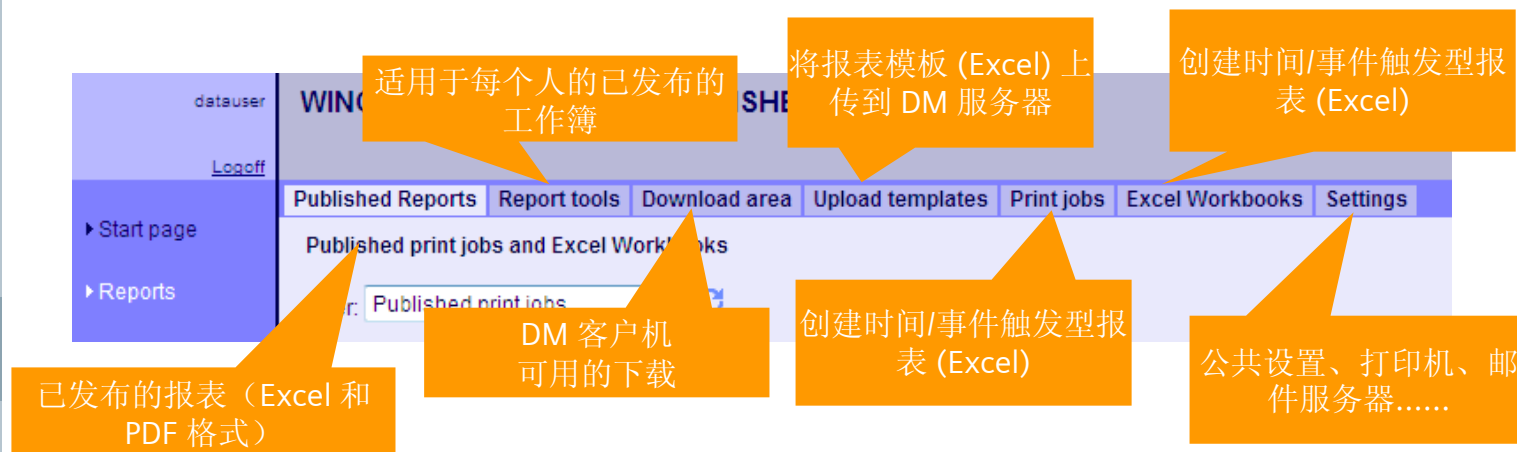 将报表模板 (Excel) 上
传到 DM 服务器
创建时间/事件触发型报
表 (Excel)
适用于每个人的已发布的
工作簿
datauser
Logoff
Published Reports
Report tools
Download area
Upload templates
Print jobs
Excel Workbooks
Settings
Start page
Reports
Published print jobs and Excel Workbooks
Published print jobs
DM 客户机
可用的下载
创建时间/事件触发型报
表 (Excel)
公共设置、打印机、邮
件服务器……
已发布的报表（Excel 和
PDF 格式）